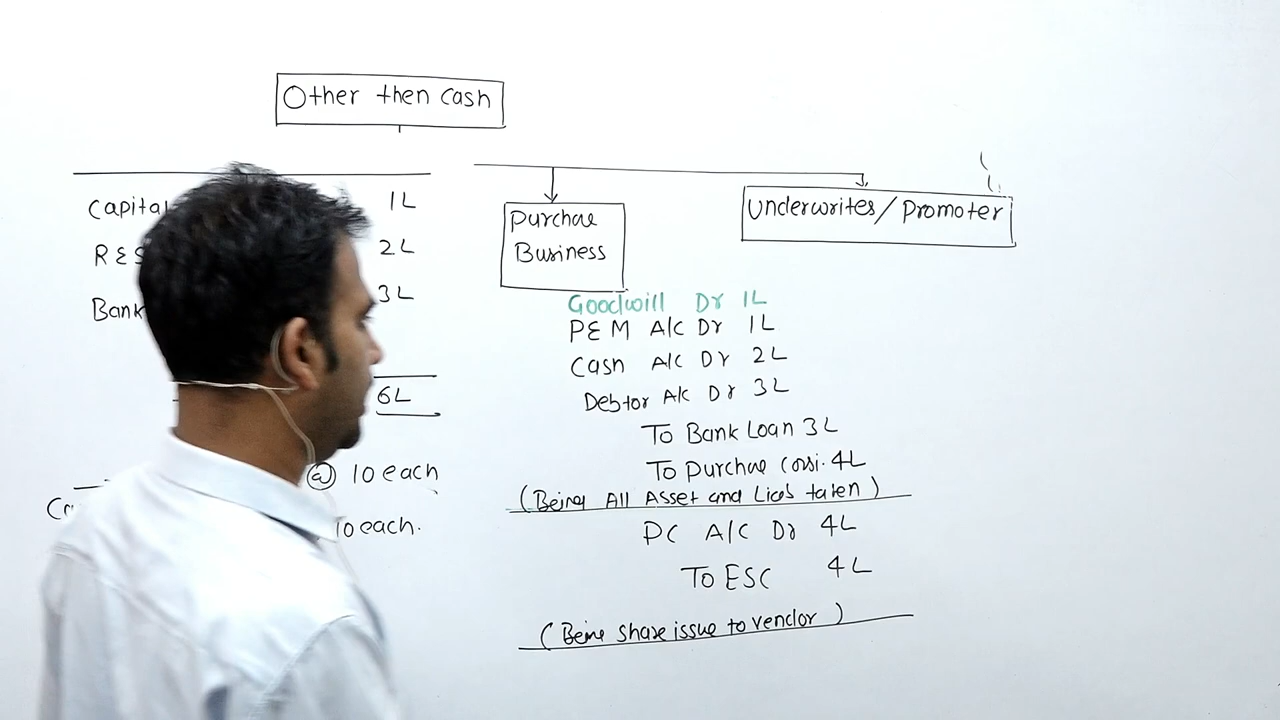 Other then cash
Capital 1L
R&S 2L
Bank 3L
6L
@ 10 each
10 each.
Purchae
Business
Underwrites/Promoter
Goodwill Dr 1L
P&M A/C Dr 1L
Cash A/C Dr 2L
Debtor A/C Dr 3L
To Bank Loan 3L
To Purchae Consi. 4L
(Being All Asset and Liab taken)
PC A/C Dr 4L
To ESC 4L
(Being share issue to vendor)